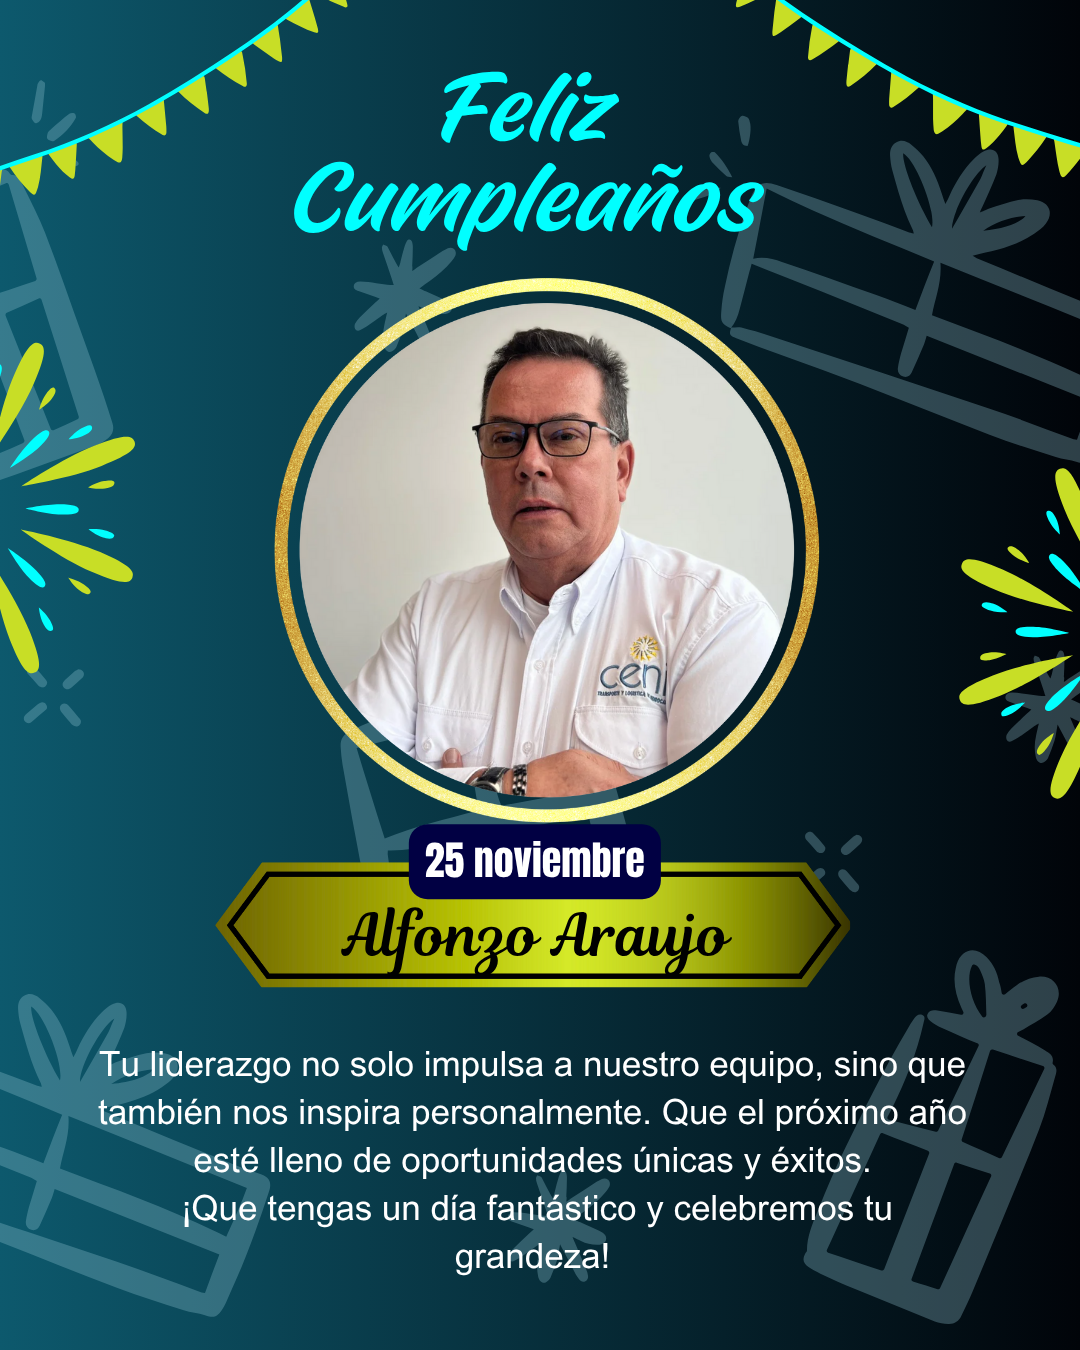 Feliz
Cumpleaños
ceni
25 noviembre
Alfonzo Araujo
Tu liderazgo no solo impulsa a nuestro equipo, sino que
también nos inspira personalmente. Que el próximo año
esté lleno de oportunidades únicas y éxitos.
¡Que tengas un día fantástico y celebremos tu
grandeza!